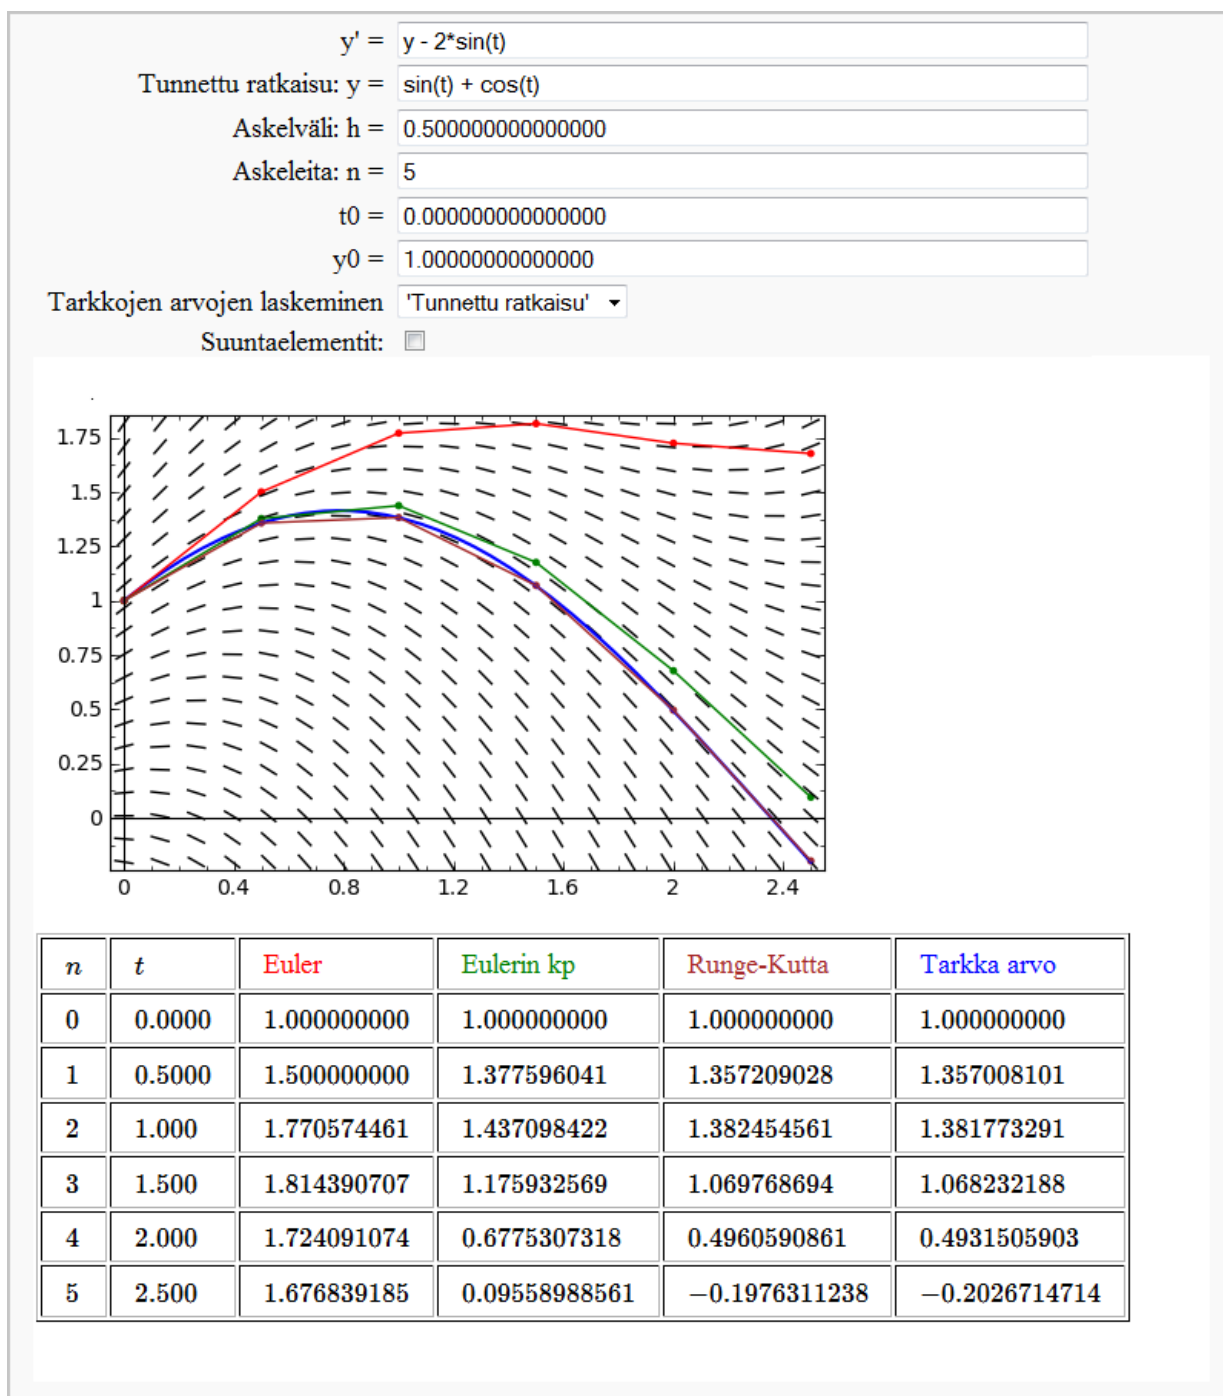 y' = y - 2*sin(t)
Tunnettu ratkaisu: y = sin(t) + cos(t)
Askelväli: h = 0.500000000000000
Askeleita: n = 5
t0 = 0.000000000000000
y0 = 1.00000000000000
Tarkkojen arvojen laskeminen 'Tunnettu ratkaisu'
Suuntaelementit:
1.75
1.5
1.25
1
0.75
0.5
0.25
0
0 0.4 0.8 1.2 1.6 2 2.4
n t Euler Eulerin kp Runge-Kutta Tarkka arvo
0 0.0000 1.000000000 1.000000000 1.000000000 1.000000000
1 0.5000 1.500000000 1.377596041 1.357209028 1.357008101
2 1.000 1.770574461 1.437098422 1.382454561 1.381773291
3 1.500 1.814390707 1.175932569 1.069768694 1.068232188
4 2.000 1.724091074 0.6775307318 0.4960590861 0.4931505903
5 2.500 1.676839185 0.09558988561 −0.1976311238 −0.2026714714